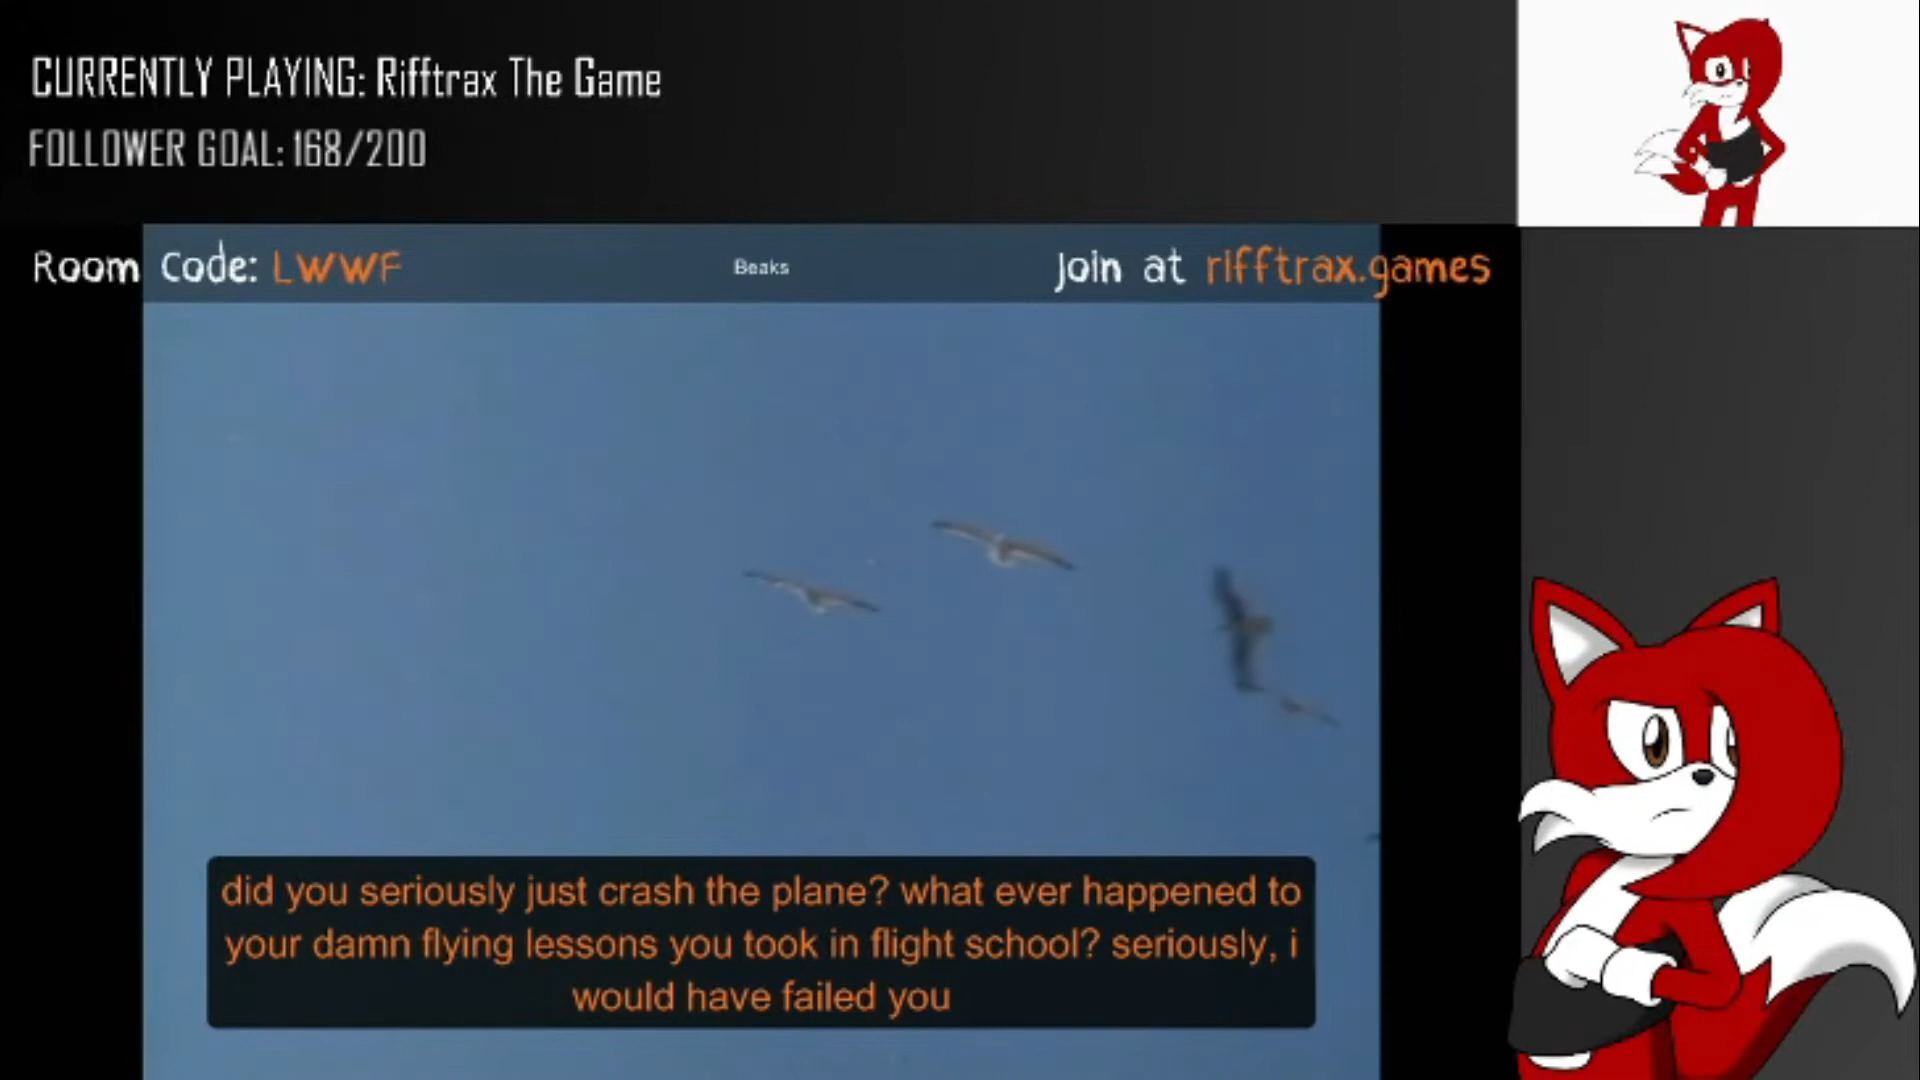 CURRENTLY PLAYING: Rifftrax The Game
FOLLOWER GOAL: 168/200
Room Code: LWWF
Beaks
Join at rifftrax.games
did you seriously just crash the plane? what ever happened to
your damn flying lessons you took in flight school? seriously, i
would have failed you